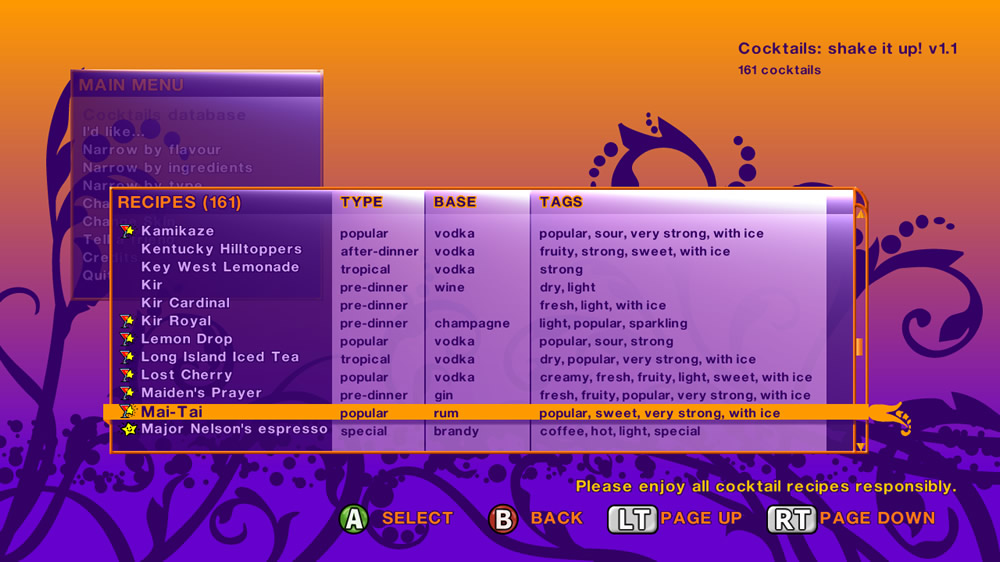 Cocktails: shake it up! v1.1
161 cocktails
MAIN MENU
Cocktails database
I'd like...
Narrow by flavour
Narrow by ingredients
Narrow by type
RECIPES (161) TYPE BASE TAGS
Kamikaze popular vodka popular, sour, very strong, with ice
Kentucky Hilltoppers after-dinner vodka fruity, strong, sweet, with ice
Key West Lemonade tropical vodka strong
Kir pre-dinner wine dry, light
Kir Cardinal pre-dinner fresh, light, with ice
Kir Royal pre-dinner champagne light, popular, sparkling
Lemon Drop popular vodka popular, sour, strong
Long Island Iced Tea tropical vodka dry, popular, very strong, with ice
Lost Cherry popular vodka creamy, fresh, fruity, light, sweet, with ice
Maiden's Prayer pre-dinner gin fresh, fruity, popular, very strong, with ice
Mai-Tai popular rum popular, sweet, very strong, with ice
Major Nelson's espresso special brandy coffee, hot, light, special
Please enjoy all cocktail recipes responsibly.
A SELECT B BACK LT PAGE UP RT PAGE DOWN